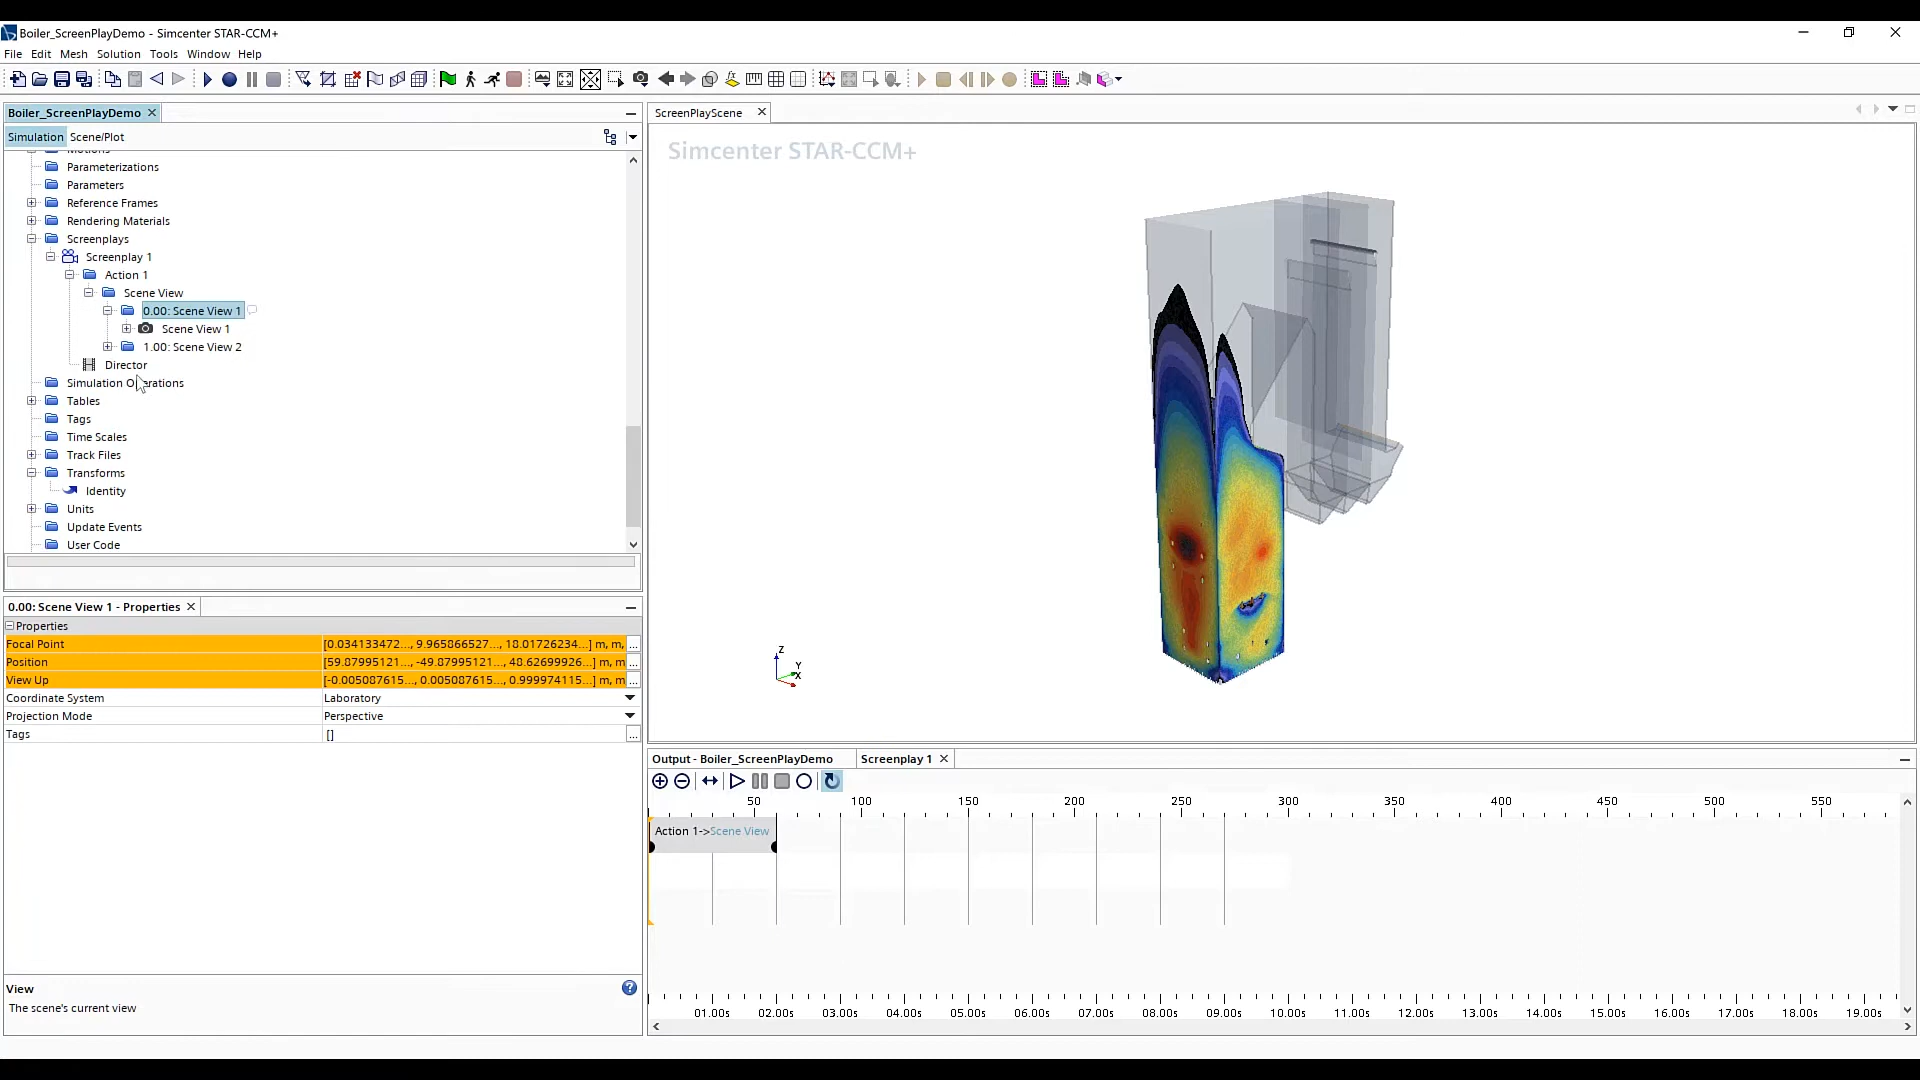 Boiler_ScreenPlayDemo - Simcenter STAR-CCM+
File Edit Mesh Solution Tools Window Help
Boiler_ScreenPlayDemo
Simulation Scene/Plot
Motions
Parameterizations
Parameters
Reference Frames
Rendering Materials
Screenplays
Screenplay 1
Action 1
Scene View
0.00: Scene View 1
Scene View 1
1.00: Scene View 2
Director
Simulation Operations
Tables
Tags
Time Scales
Track Files
Transforms
Identity
Units
Update Events
User Code
0.00: Scene View 1 - Properties
Properties
Focal Point [0.034133472..., 9.965866527..., 18.01726234...] m, m, ...
Position [59.87995121..., -49.87995121..., 48.62699926...] m, m ...
View Up [-0.005087615..., 0.005087615..., 0.999974115...] m, m ...
Coordinate System Laboratory
Projection Mode Perspective
Tags [] ...
View
The scene's current view
ScreenPlayScene
Simcenter STAR-CCM+
Z
Y
X
Output - Boiler_ScreenPlayDemo Screenplay 1
50 100 150 200 250 300 350 400 450 500 550
Action 1->Scene View
01.00s 02.00s 03.00s 04.00s 05.00s 06.00s 07.00s 08.00s 09.00s 10.00s 11.00s 12.00s 13.00s 14.00s 15.00s 16.00s 17.00s 18.00s 19.00s